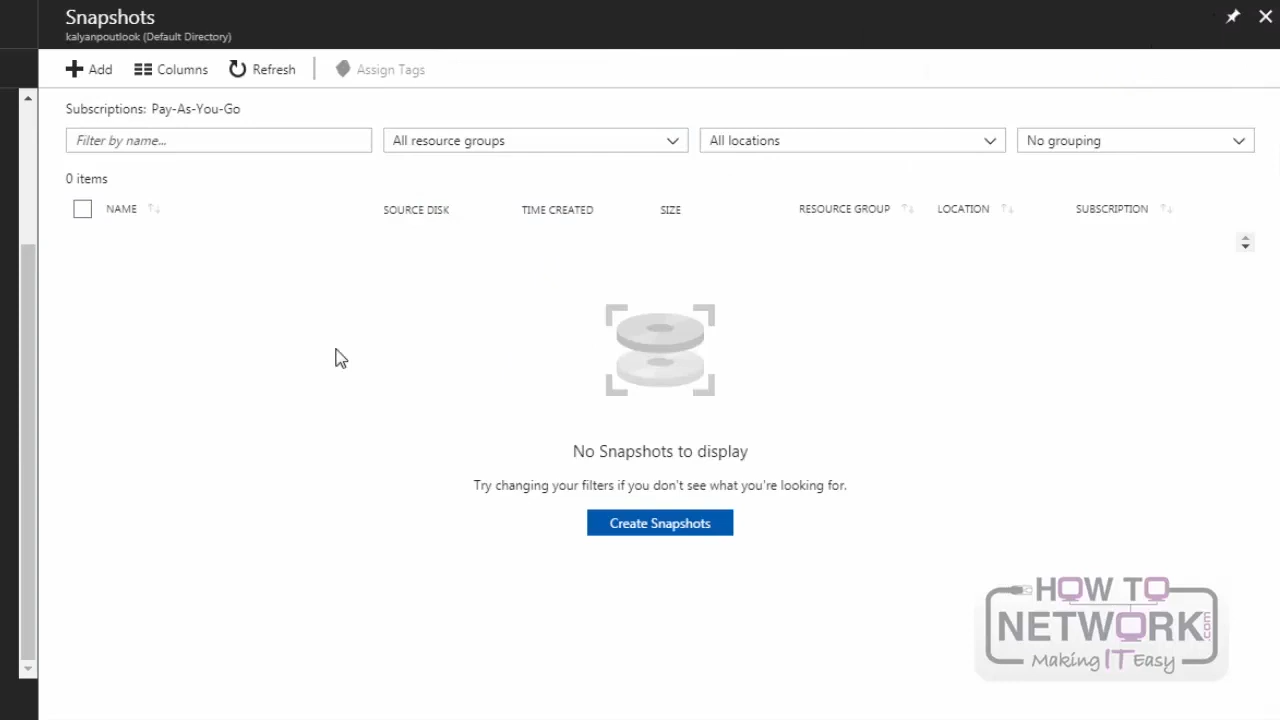 Snapshots
kalyanpoutlook (Default Directory)
Add Columns Refresh Assign Tags
Subscriptions: Pay-As-You-Go
Filter by name... All resource groups All locations No grouping
0 items
NAME SOURCE DISK TIME CREATED SIZE RESOURCE GROUP LOCATION SUBSCRIPTION
No Snapshots to display
Try changing your filters if you don't see what you're looking for.
Create Snapshots
HOW TO
NETWORK.com
Making IT Easy